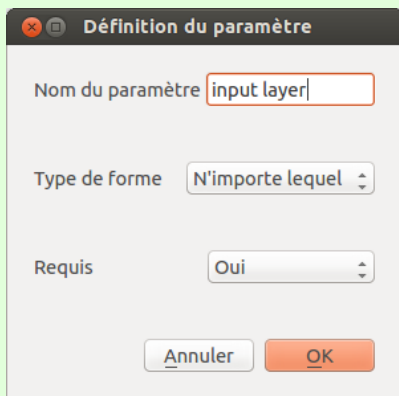 Définition du paramètre
Nom du paramètre input layer
Type de forme N'importe lequel
Requis Oui
Annuler OK